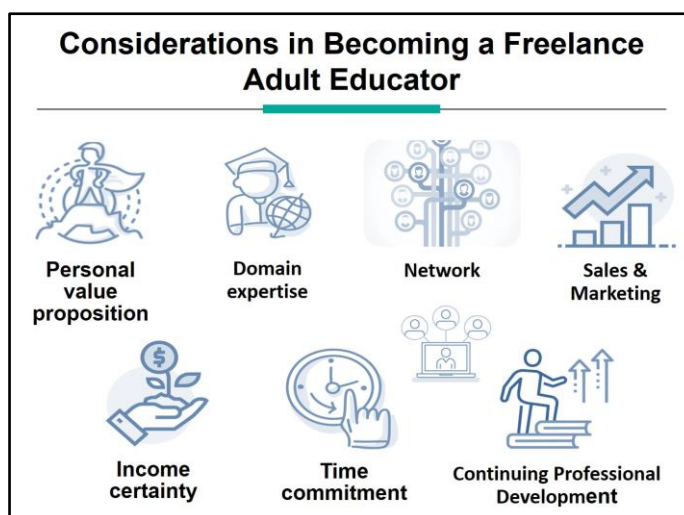 Considerations in Becoming a Freelance
Adult Educator
Personal
value
proposition
Domain
expertise
Network
Sales &
Marketing
$
Income
certainty
Time
commitment
Continuing Professional
Development